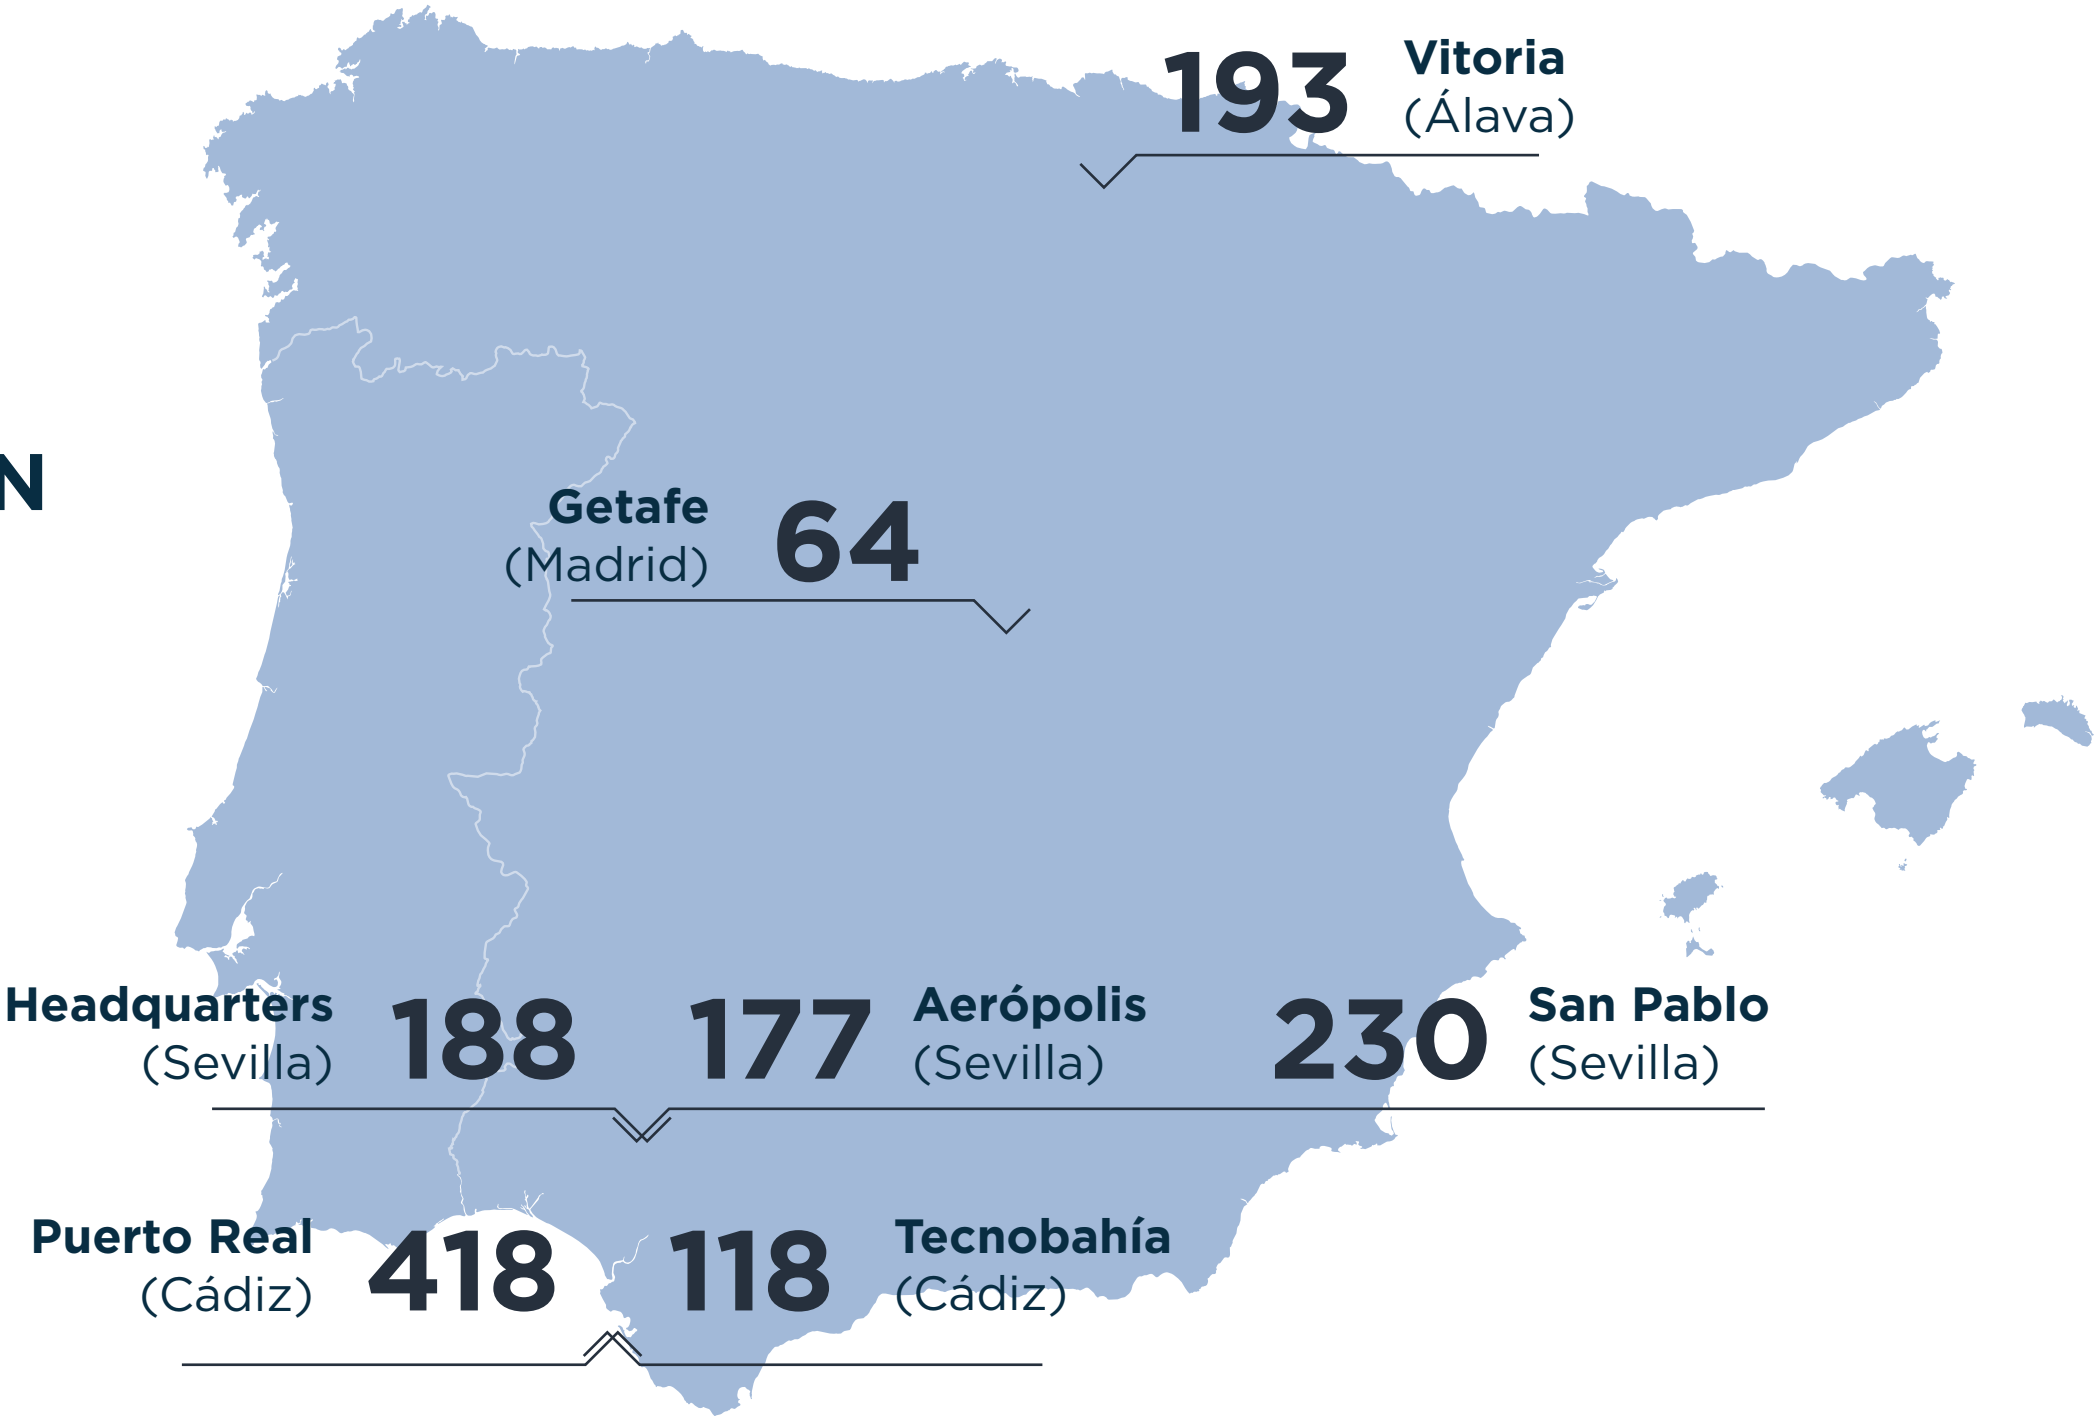 193 Vitoria
(Álava)
N
Getafe 64
(Madrid)
Headquarters 188 177 Aerópolis 230 San Pablo
(Sevilla) (Sevilla) (Sevilla)
Puerto Real 418 118 Tecnobahía
(Cádiz) (Cádiz)